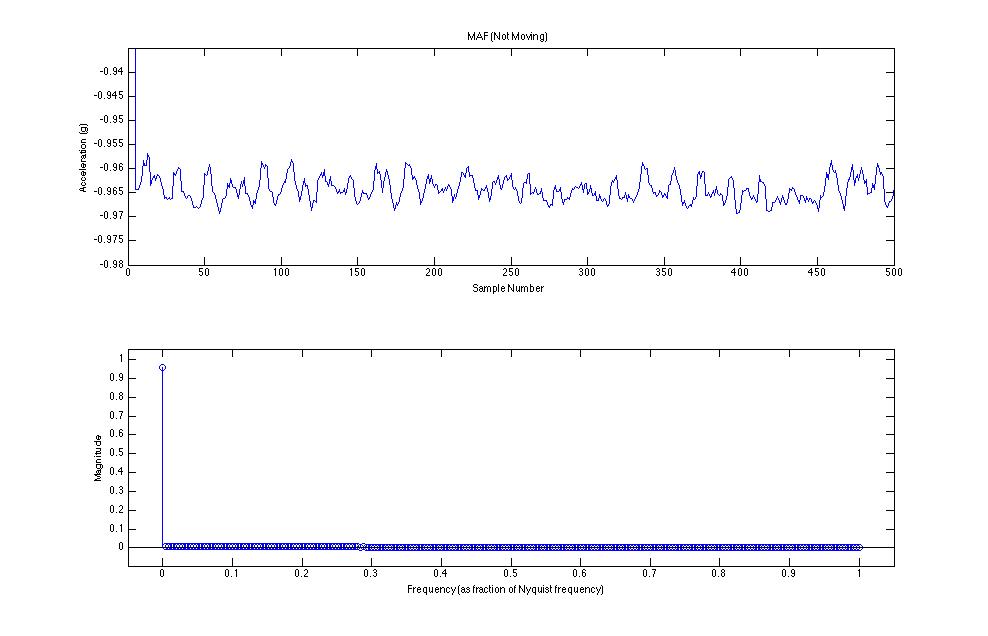 MAF (Not Moving)
Acceleration (g)
-0.94
-0.945
-0.95
-0.955
-0.96
-0.965
-0.97
-0.975
-0.98
0 50 100 150 200 250 300 350 400 450 500
Sample Number
Magnitude
1
0.9
0.8
0.7
0.6
0.5
0.4
0.3
0.2
0.1
0
0 0.1 0.2 0.3 0.4 0.5 0.6 0.7 0.8 0.9 1
Frequency (as fraction of Nyquist frequency)